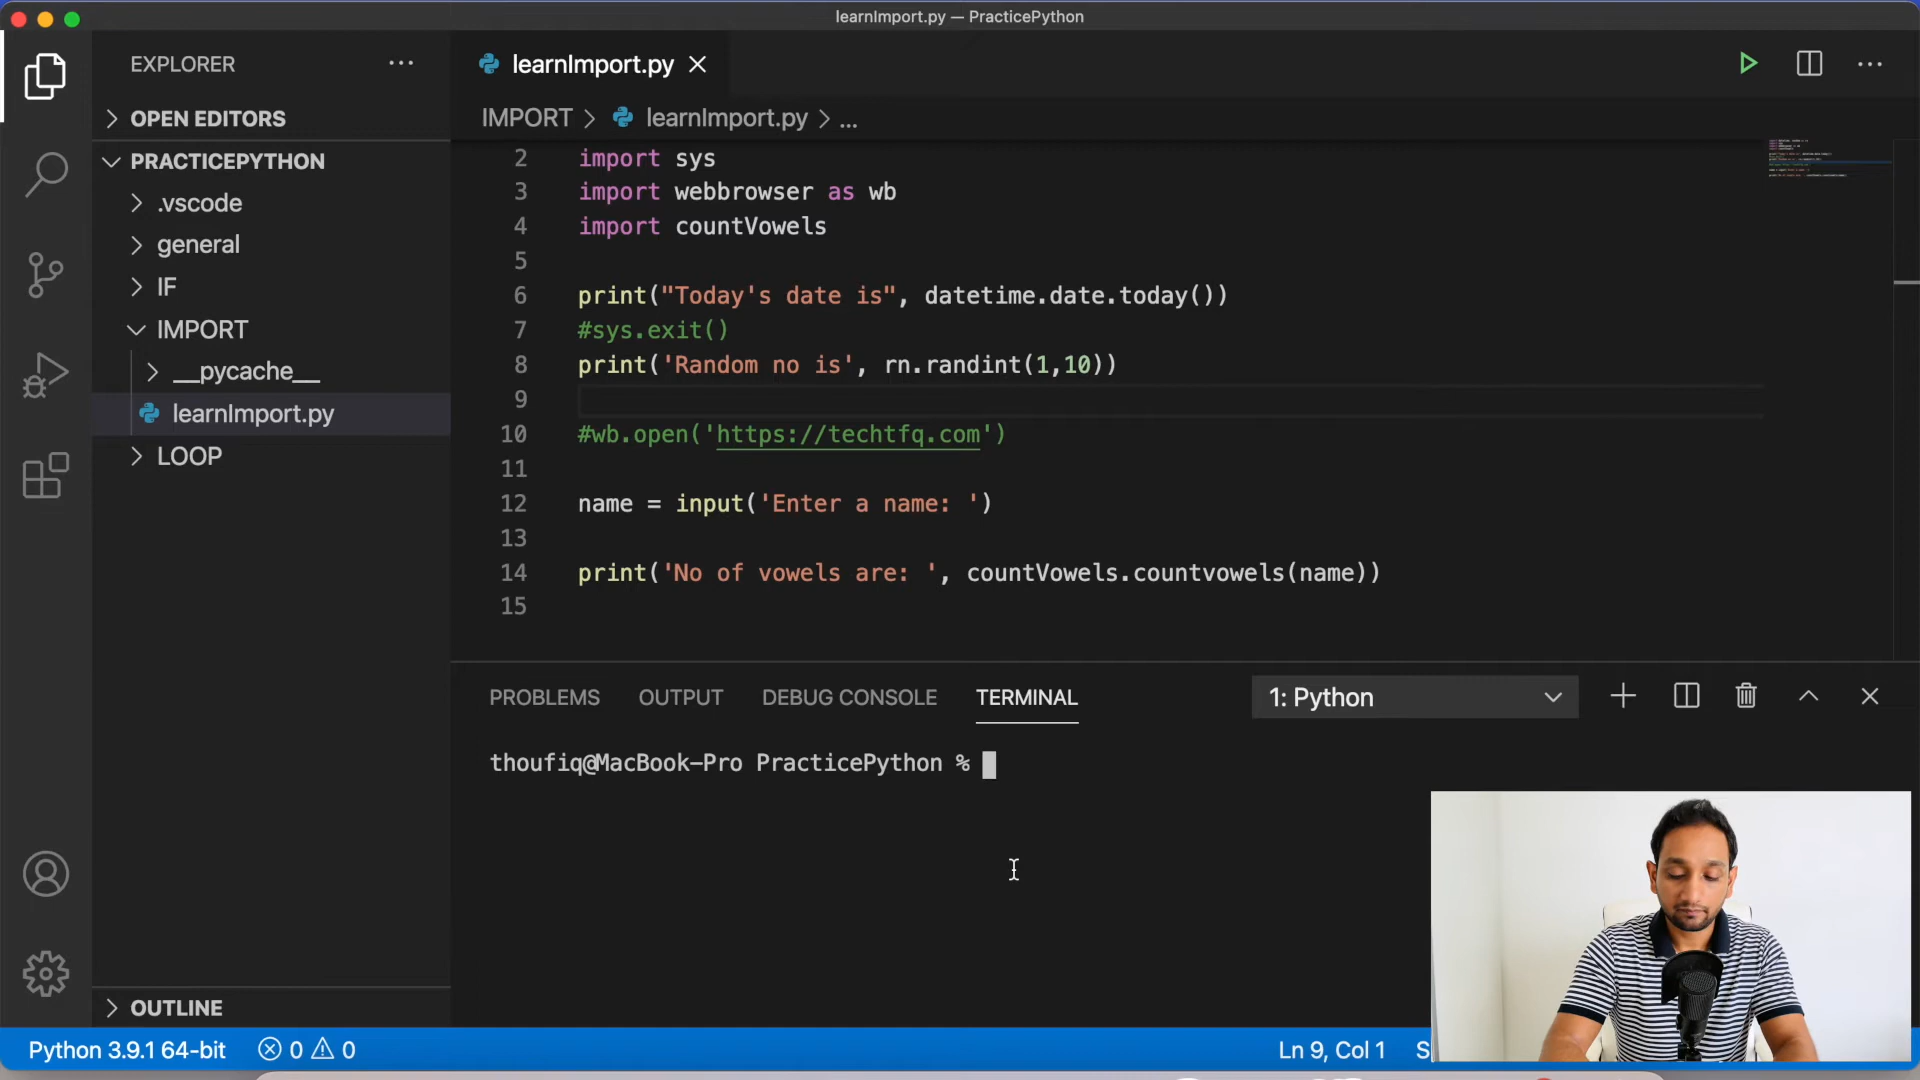 learnImport.py — PracticePython
EXPLORER
learnImport.py
OPEN EDITORS
IMPORT > learnImport.py > ...
PRACTICEPYTHON
.vscode
general
IF
IMPORT
__pycache__
learnImport.py
LOOP
2 import sys
3 import webbrowser as wb
4 import countVowels
5
6 print("Today's date is", datetime.date.today())
7 #sys.exit()
8 print('Random no is', rn.randint(1,10))
9
10 #wb.open('https://techtfq.com')
11
12 name = input('Enter a name: ')
13
14 print('No of vowels are: ', countVowels.countvowels(name))
15
PROBLEMS OUTPUT DEBUG CONSOLE TERMINAL 1: Python
thoufiq@MacBook-Pro PracticePython %
OUTLINE
Python 3.9.1 64-bit 0 0 Ln 9, Col 1